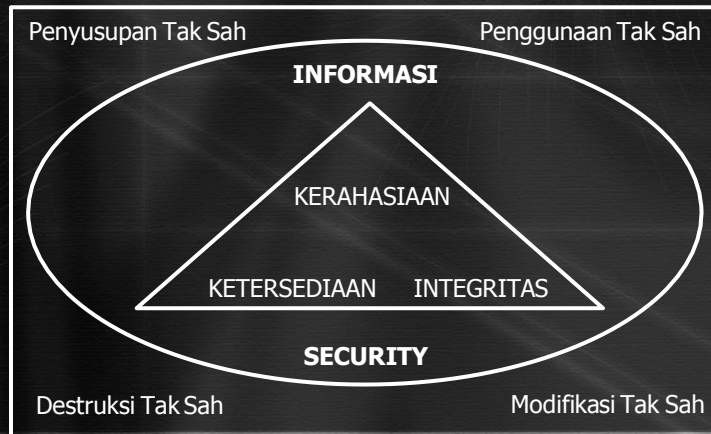 Penyusupan Tak Sah
Penggunaan Tak Sah
INFORMASI
KERAHASIAAN
KETERSEDIAAN
INTEGRITAS
SECURITY
Destruksi Tak Sah
Modifikasi Tak Sah